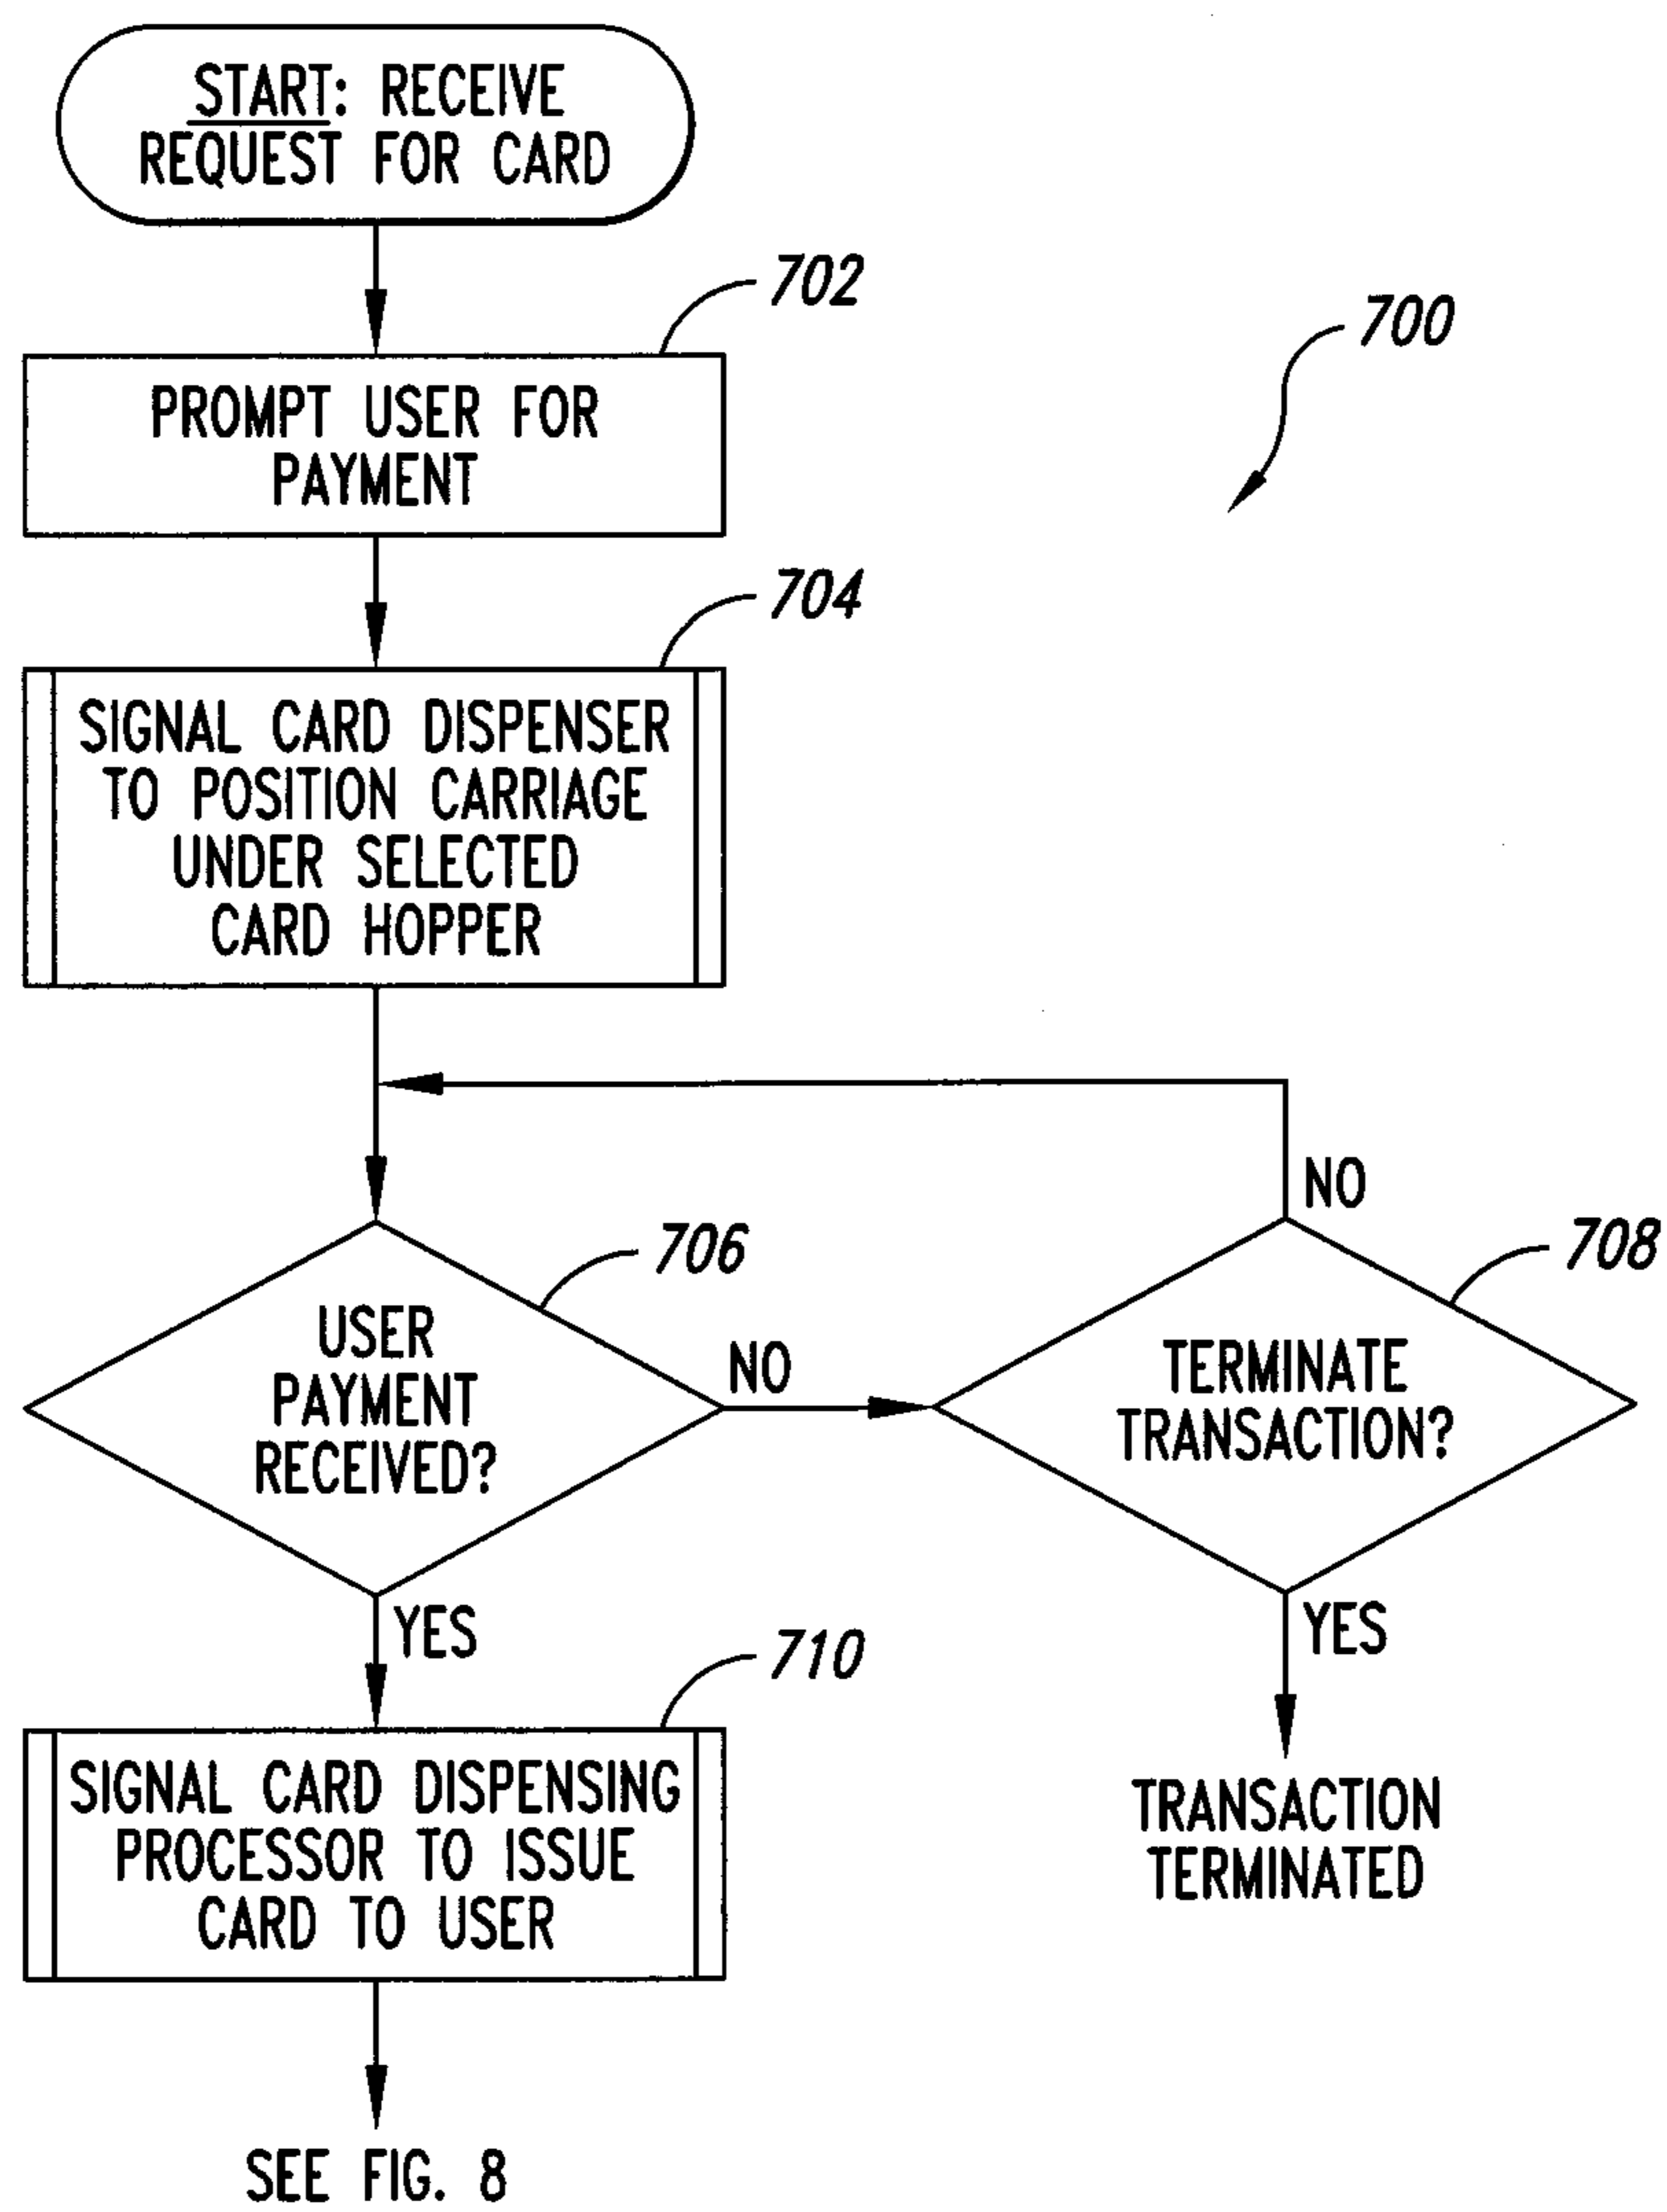 START: RECEIVE
REQUEST FOR CARD
702
700
PROMPT USER FOR
PAYMENT
704
SIGNAL CARD DISPENSER
TO POSITION CARRIAGE
UNDER SELECTED
CARD HOPPER
NO
706
708
USER
PAYMENT
RECEIVED?
NO
TERMINATE
TRANSACTION?
YES
YES
710
SIGNAL CARD DISPENSING
PROCESSOR TO ISSUE
CARD TO USER
TRANSACTION
TERMINATED
SEE FIG. 8